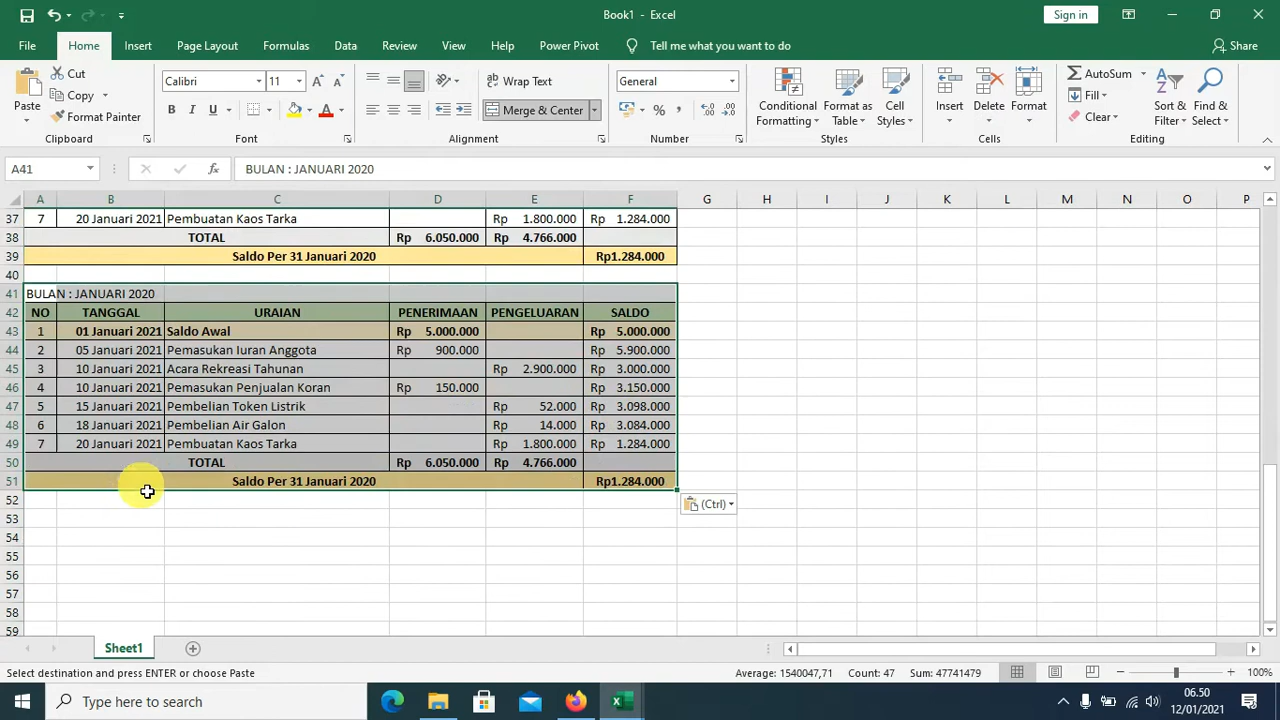 Book1 - Excel
Sign in
File Home Insert Page Layout Formulas Data Review View Help Power Pivot Tell me what you want to do Share
Paste
Cut
Copy
Format Painter
Clipboard
Calibri 11
B I U
Font
Wrap Text
Merge & Center
Alignment
General
Number
Conditional Formatting
Format as Table
Cell Styles
Styles
Insert
Delete
Format
Cells
AutoSum
Fill
Clear
Sort & Filter
Find & Select
Editing
A41 fx BULAN : JANUARI 2020
A B C D E F G H I J K L M N O P
37 7 20 Januari 2021 Pembuatan Kaos Tarka Rp 1.800.000 Rp 1.284.000
38 TOTAL Rp 6.050.000 Rp 4.766.000
39 Saldo Per 31 Januari 2020 Rp1.284.000
40
41 BULAN : JANUARI 2020
42 NO TANGGAL URAIAN PENERIMAAN PENGELUARAN SALDO
43 1 01 Januari 2021 Saldo Awal Rp 5.000.000 Rp 5.000.000
44 2 05 Januari 2021 Pemasukan Iuran Anggota Rp 900.000 Rp 5.900.000
45 3 10 Januari 2021 Acara Rekreasi Tahunan Rp 2.900.000 Rp 3.000.000
46 4 10 Januari 2021 Pemasukan Penjualan Koran Rp 150.000 Rp 3.150.000
47 5 15 Januari 2021 Pembelian Token Listrik Rp 52.000 Rp 3.098.000
48 6 18 Januari 2021 Pembelian Air Galon Rp 14.000 Rp 3.084.000
49 7 20 Januari 2021 Pembuatan Kaos Tarka Rp 1.800.000 Rp 1.284.000
50 TOTAL Rp 6.050.000 Rp 4.766.000
51 Saldo Per 31 Januari 2020 Rp1.284.000
52 (Ctrl)
53
54
55
56
57
58
59
Sheet1
Select destination and press ENTER or choose Paste Average: 1540047,71 Count: 47 Sum: 47741479 100%
Type here to search
06.50
12/01/2021